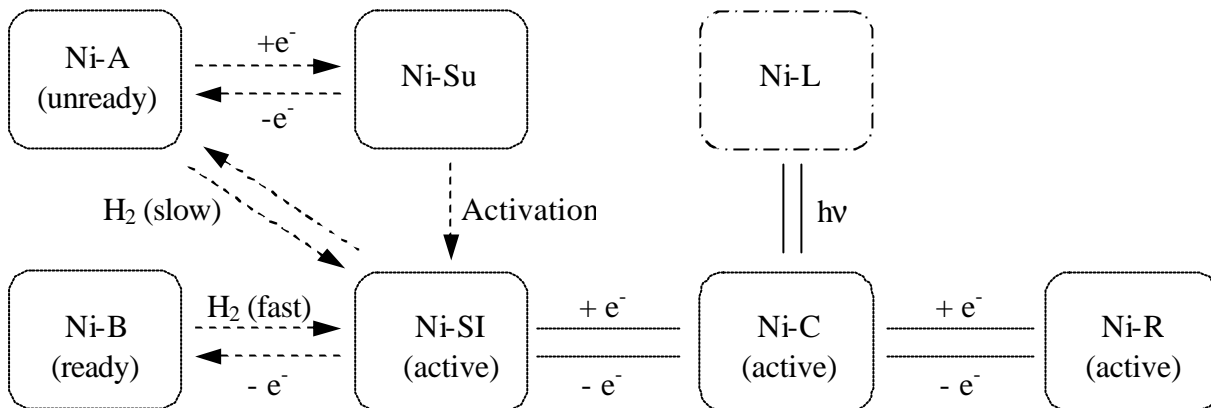 +e⁻
Ni-A
(unready)
Ni-Su
Ni-L
-e⁻
H₂ (slow)
Activation
hν
H₂ (fast)
+ e⁻
+ e⁻
Ni-B
(ready)
Ni-SI
(active)
Ni-C
(active)
Ni-R
(active)
- e⁻
- e⁻
- e⁻